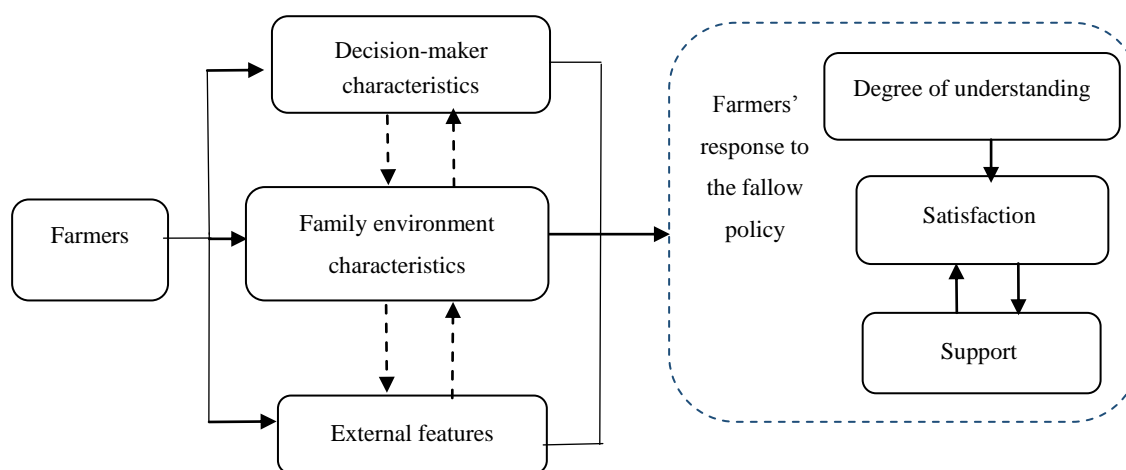 Farmers
Decision-maker
characteristics
Family environment
characteristics
External features
Farmers’
response to
the fallow
policy
Degree of understanding
Satisfaction
Support